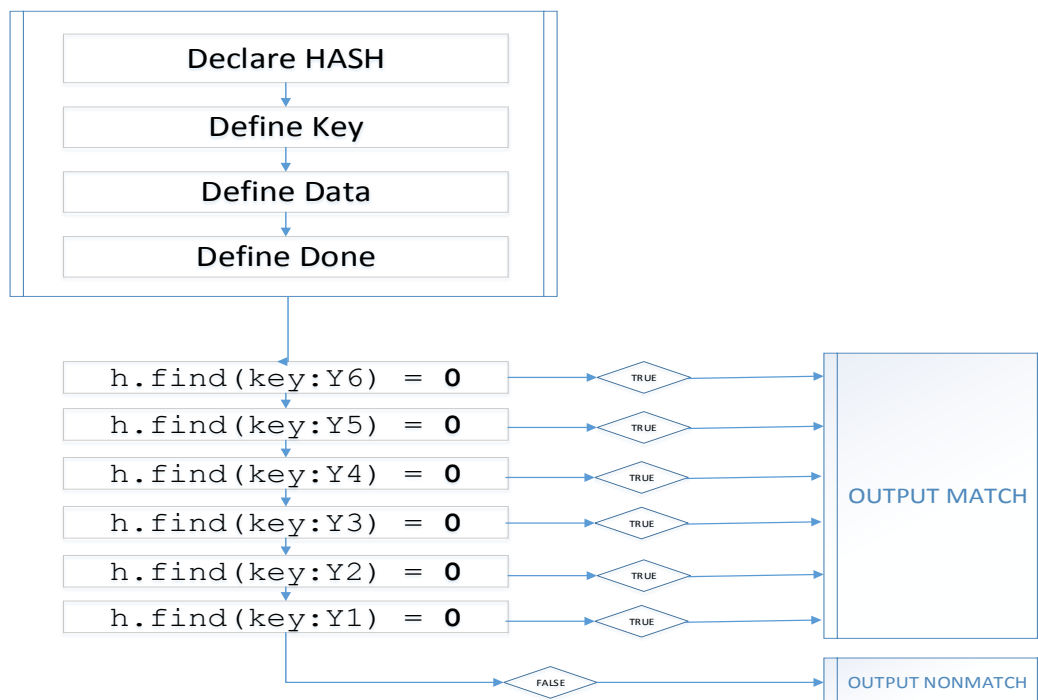 Declare HASH
Define Key
Define Data
Define Done
h.find(key:Y6) = 0
TRUE
h.find(key:Y5) = 0
TRUE
h.find(key:Y4) = 0
TRUE
h.find(key:Y3) = 0
TRUE
h.find(key:Y2) = 0
TRUE
h.find(key:Y1) = 0
TRUE
OUTPUT MATCH
FALSE
OUTPUT NONMATCH